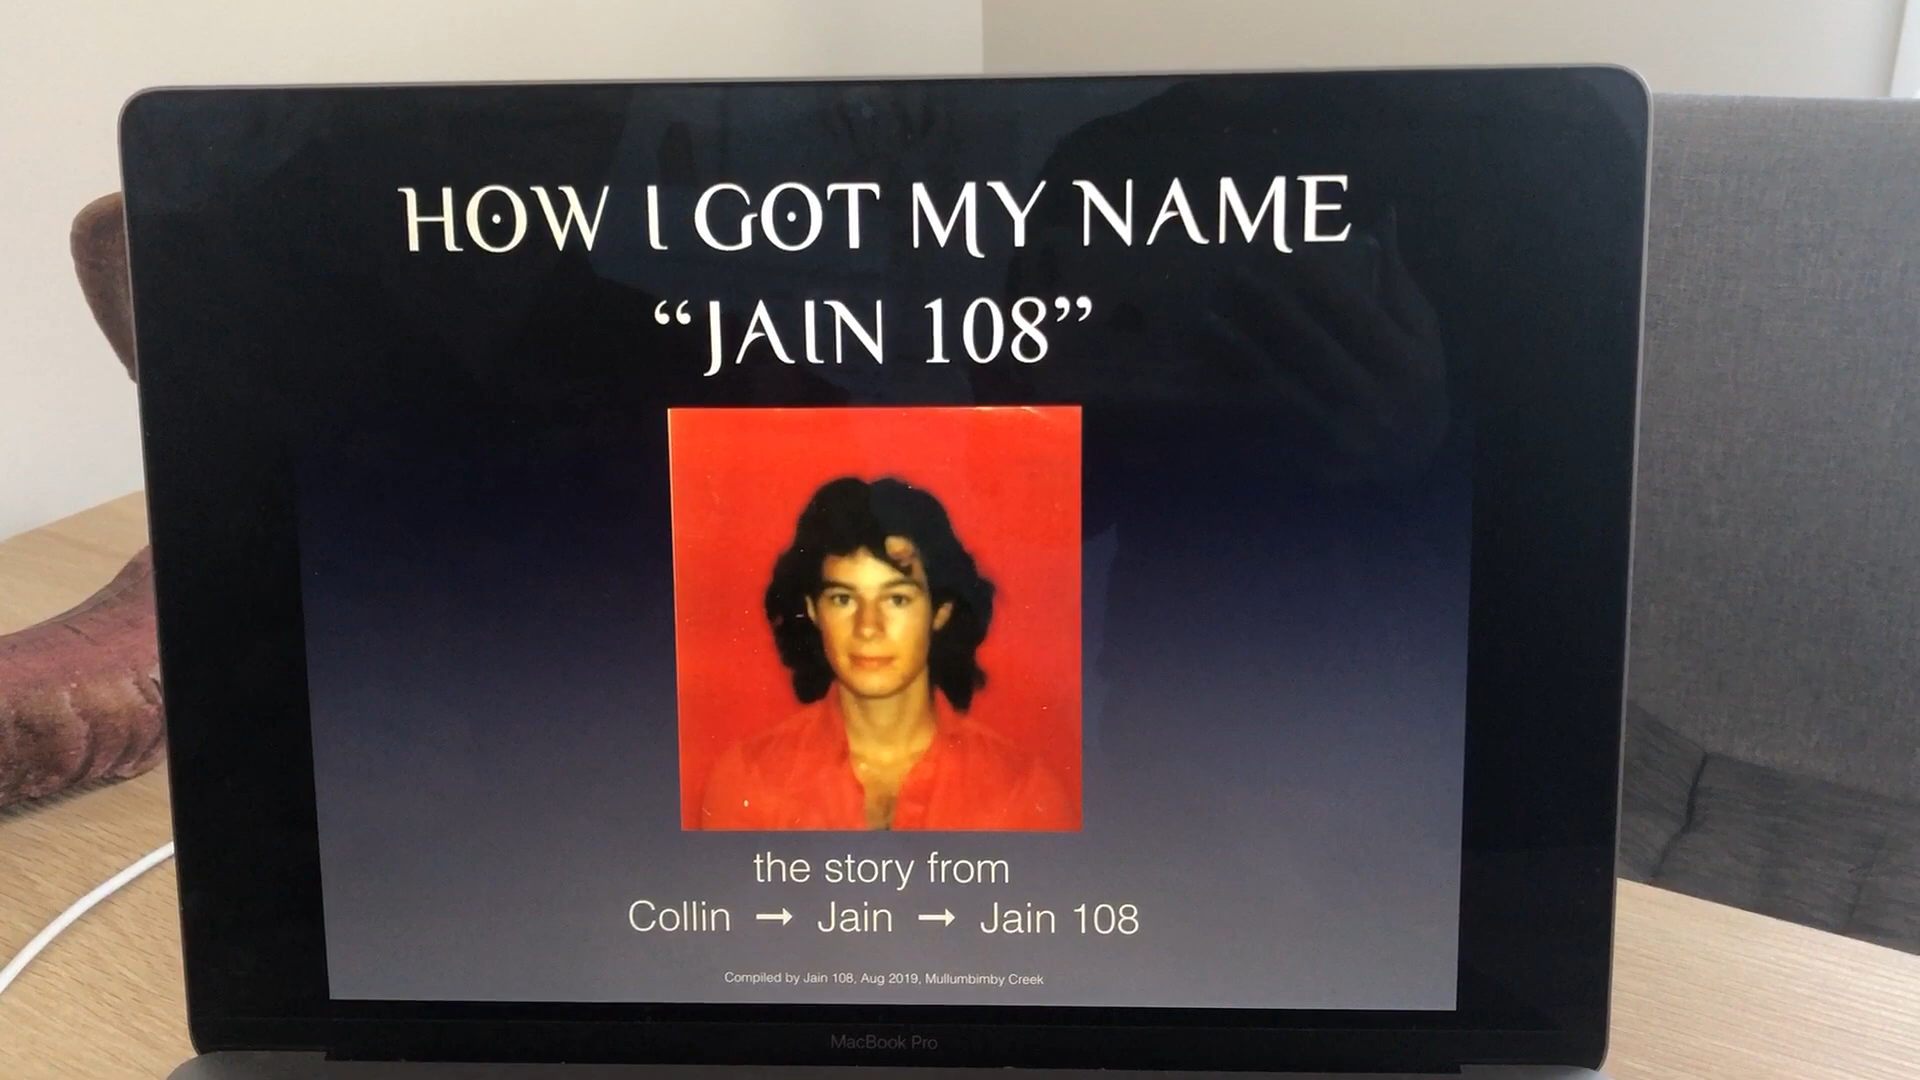 HOW I GOT MY NAME
“JAIN 108”
the story from
Collin → Jain → Jain 108
Compiled by Jain 108, Aug 2019, Mullumbimby Creek
MacBook Pro